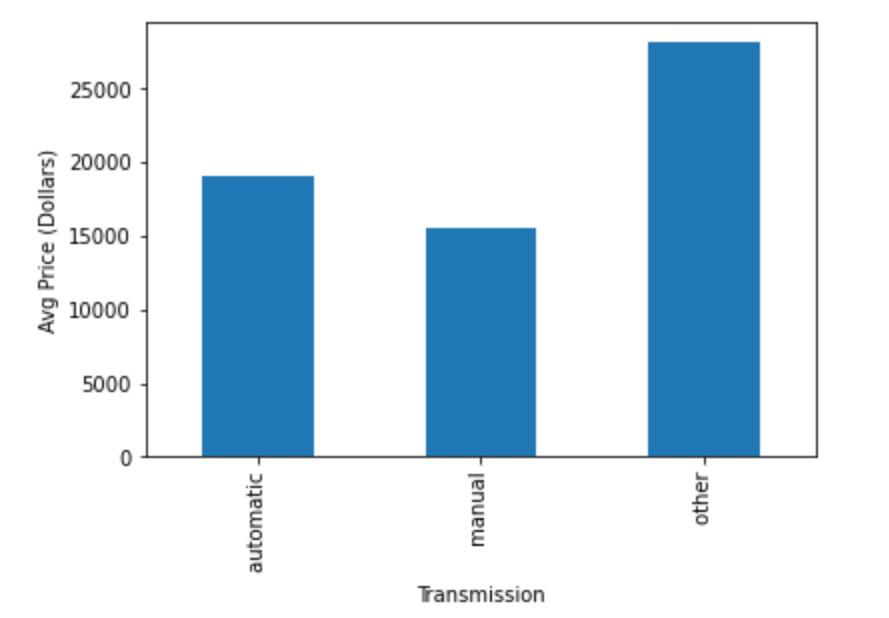 25000
20000
15000
10000
5000
0
Avg Price (Dollars)
automatic
manual
other
Transmission